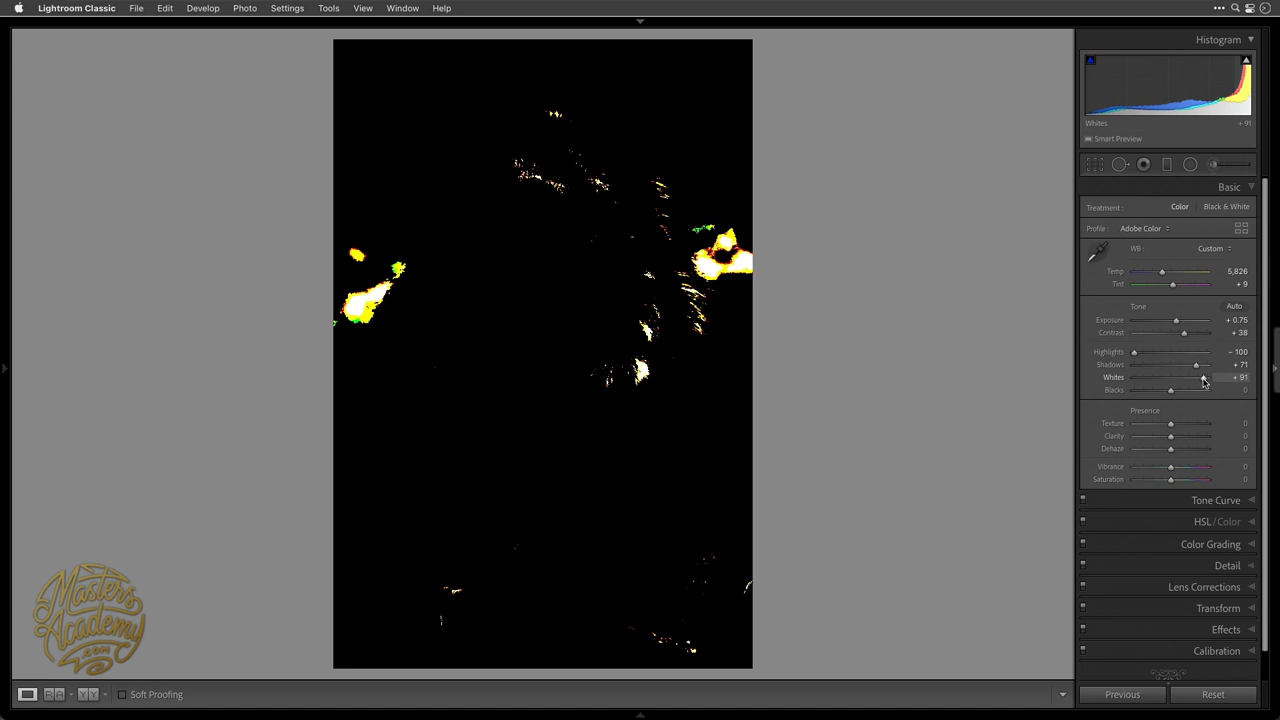 Lightroom Classic File Edit Develop Photo Settings Tools View Window Help
Histogram
Whites + 91
Smart Preview
Basic
Treatment : Color Black & White
Profile : Adobe Color
WB : Custom
Temp 5,826
Tint + 9
Tone Auto
Exposure + 0.75
Contrast + 38
Highlights – 100
Shadows + 71
Whites + 91
Blacks 0
Presence
Texture 0
Clarity 0
Dehaze 0
Vibrance 0
Saturation 0
Tone Curve
HSL / Color
Color Grading
Detail
Lens Corrections
Transform
Effects
Calibration
Masters
Academy
.com
R A Y Y Soft Proofing
Previous Reset